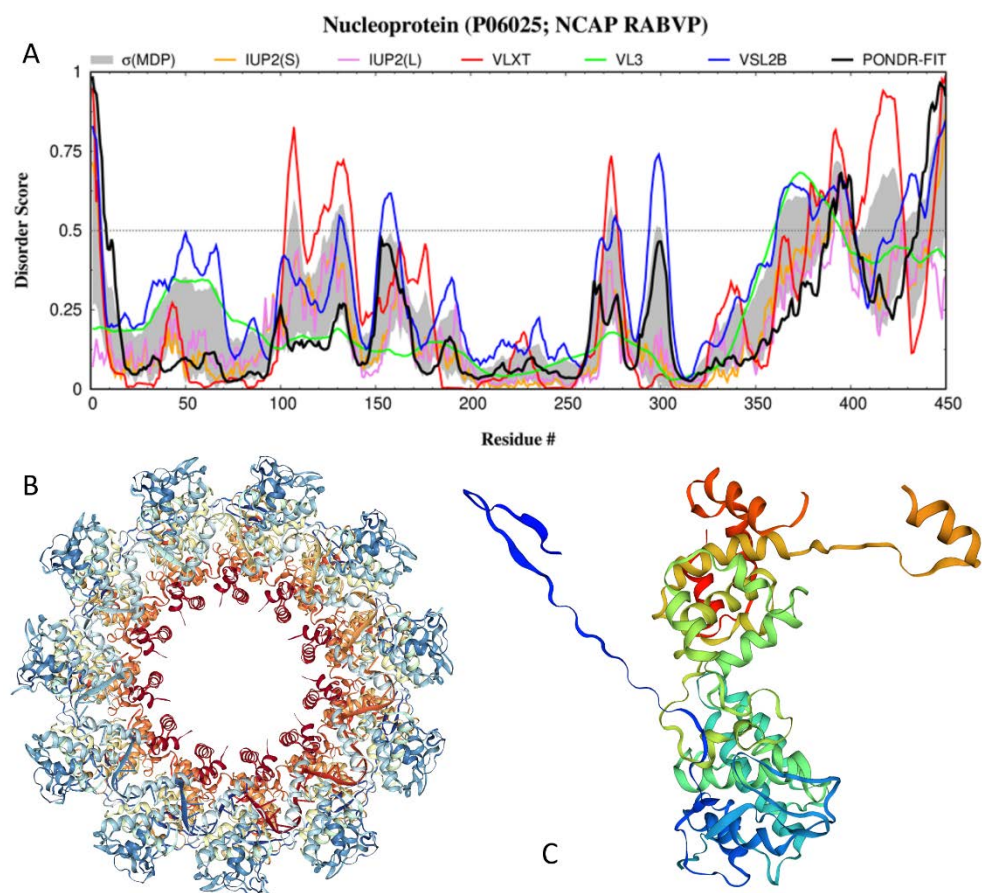 Nucleoprotein (P06025; NCAP RABVP)
A
σ(MDP) IUP2(S) IUP2(L) VLXT VL3 VSL2B PONDR-FIT
1
0.75
0.5
0.25
0
Disorder Score
0 50 100 150 200 250 300 350 400 450
Residue #
B
C